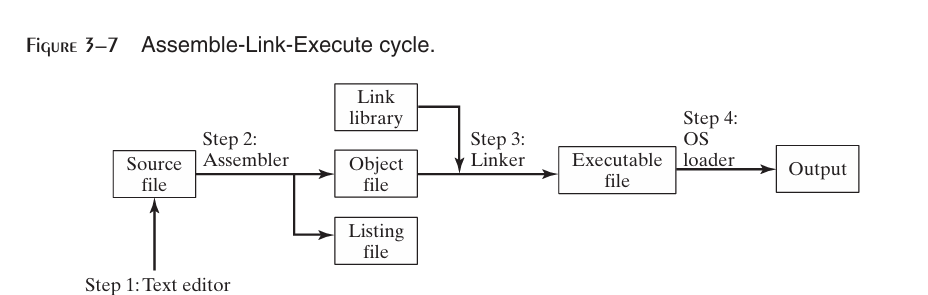 FIGURE 3–7 Assemble-Link-Execute cycle.
Link
library
Step 2:
Assembler
Step 3:
Linker
Step 4:
OS
loader
Source
file
Object
file
Executable
file
Output
Listing
file
Step 1: Text editor